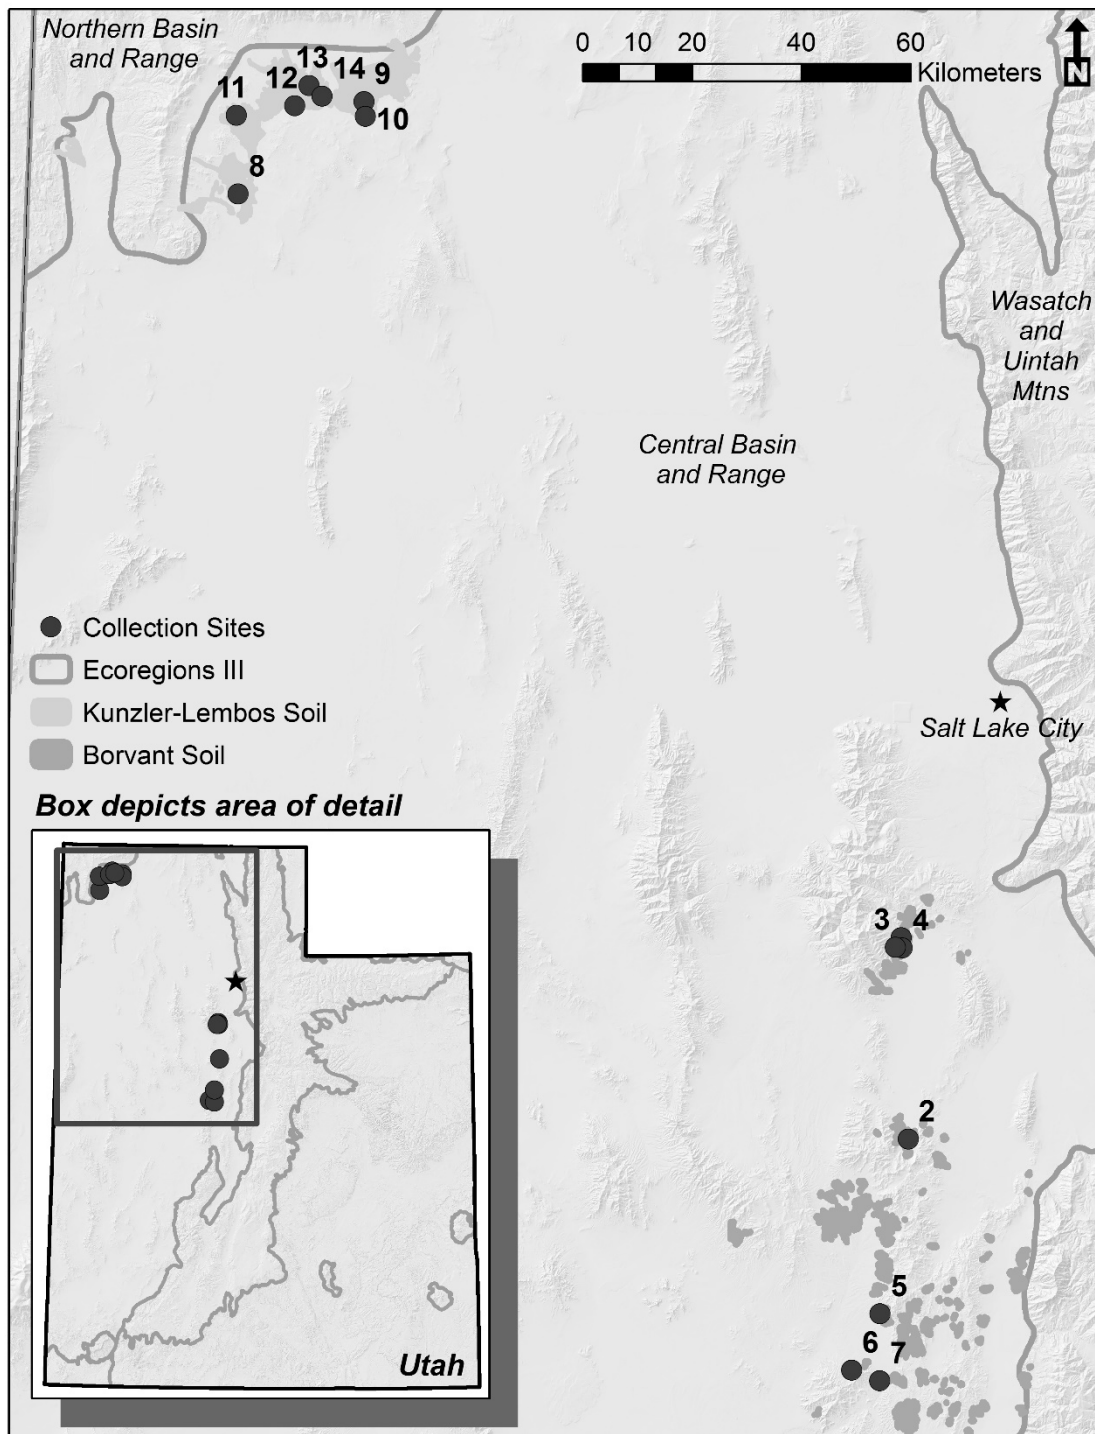 Northern Basin
and Range
0 10 20 40 60
Kilometers
N
13
14
9
11
12
10
8
Wasatch
and
Uintah
Mtns
Central Basin
and Range
Collection Sites
Ecoregions III
Kunzler-Lembos Soil
Borvant Soil
Salt Lake City
Box depicts area of detail
3 4
2
5
6
7
Utah